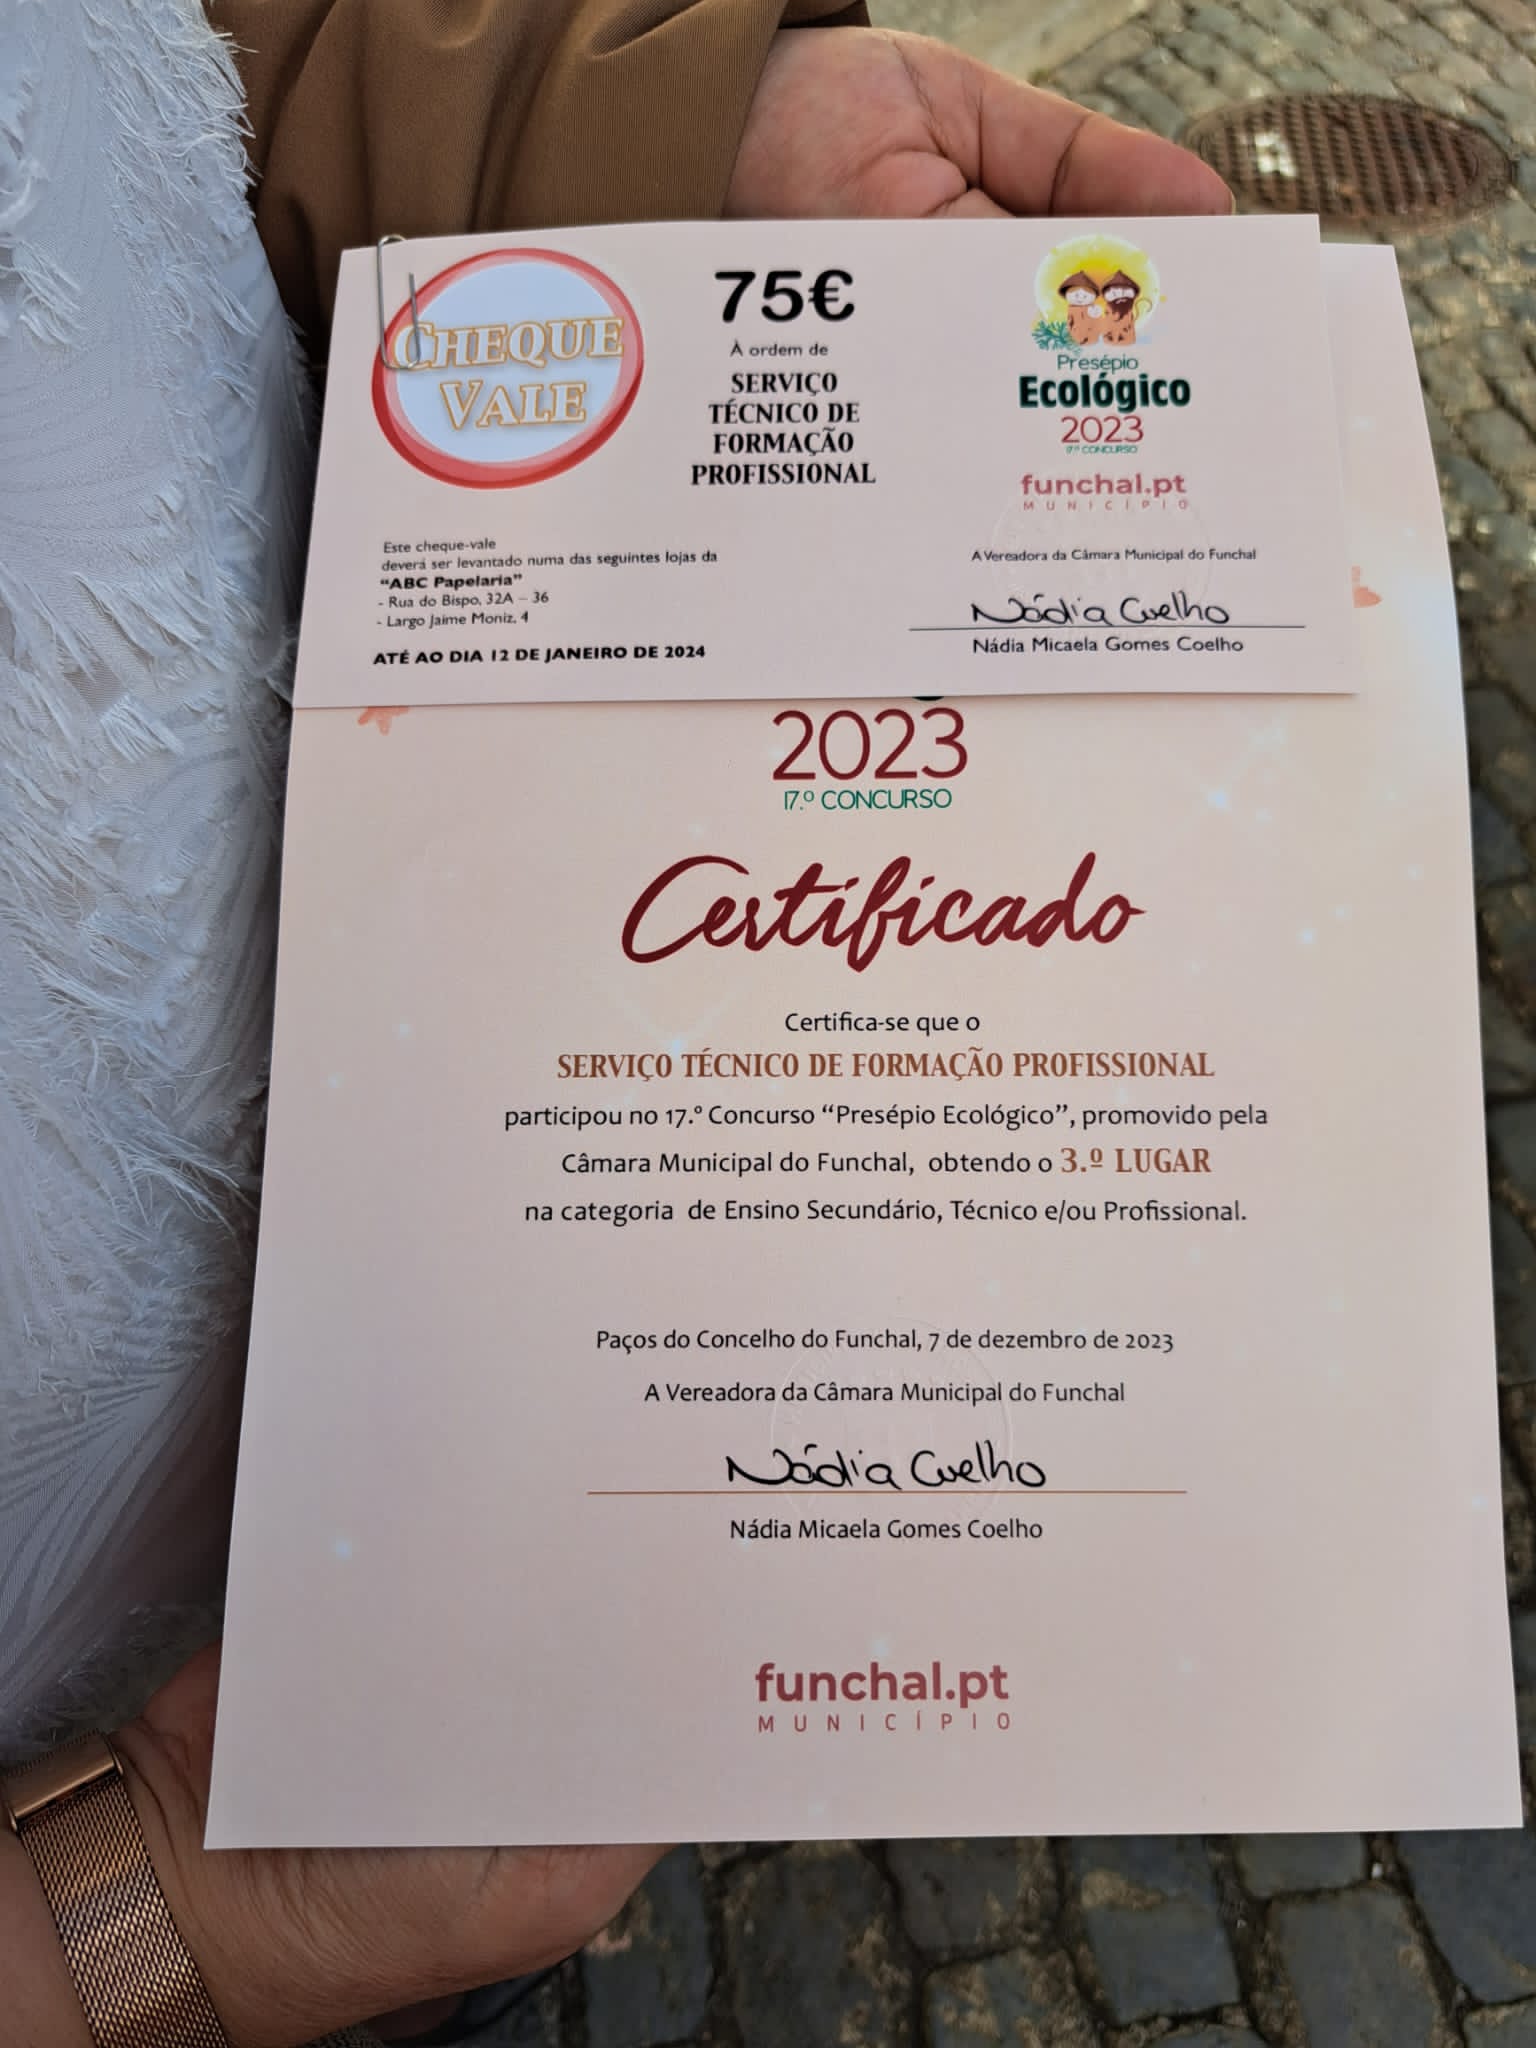 CHEQUE
VALE
75€
À ordem de
SERVIÇO
TÉCNICO DE
FORMAÇÃO
PROFISSIONAL
Presépio
Ecológico
2023
17.º CONCURSO
funchal.pt
MUNICÍPIO
Este cheque-vale
deverá ser levantado numa das seguintes lojas da
“ABC Papelaria”
- Rua do Bispo, 32A – 36
- Largo Jaime Moniz, 4
ATÉ AO DIA 12 DE JANEIRO DE 2024
A Vereadora da Câmara Municipal do Funchal
Nádia Coelho
Nádia Micaela Gomes Coelho
2023
17.º CONCURSO
Certificado
Certifica-se que o
SERVIÇO TÉCNICO DE FORMAÇÃO PROFISSIONAL
participou no 17.º Concurso “Presépio Ecológico”, promovido pela
Câmara Municipal do Funchal, obtendo o 3.º LUGAR
na categoria de Ensino Secundário, Técnico e/ou Profissional.
Paços do Concelho do Funchal, 7 de dezembro de 2023
A Vereadora da Câmara Municipal do Funchal
Nádia Coelho
Nádia Micaela Gomes Coelho
funchal.pt
MUNICÍPIO